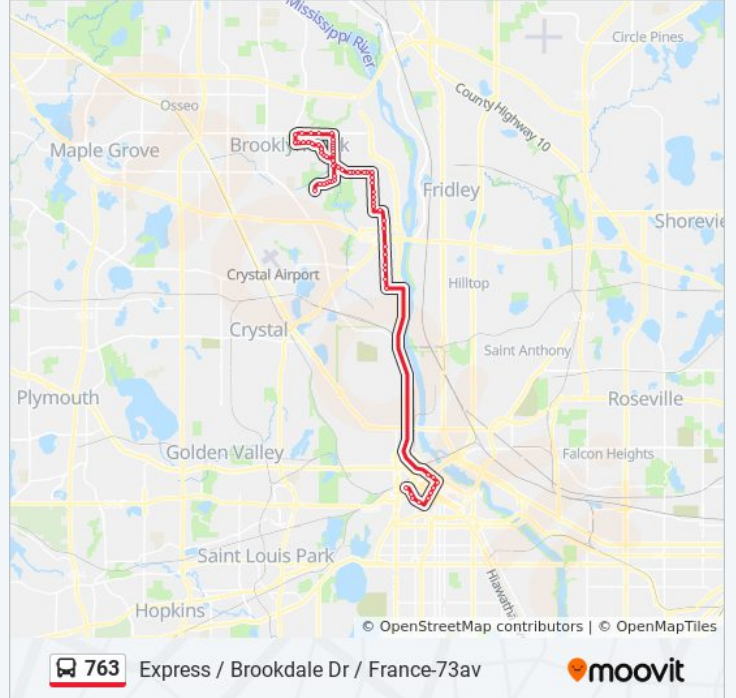 Mississippi River
Circle Pines
Osseo
County Highway 10
Maple Grove
Fridley
Shorevie
Crystal Airport
Hilltop
Crystal
Saint Anthony
Plymouth
Roseville
Golden Valley
Falcon Heights
Saint Louis Park
Hiawatha
Hopkins
© OpenStreetMap contributors | © OpenMapTiles
763 Express / Brookdale Dr / France-73av moovit